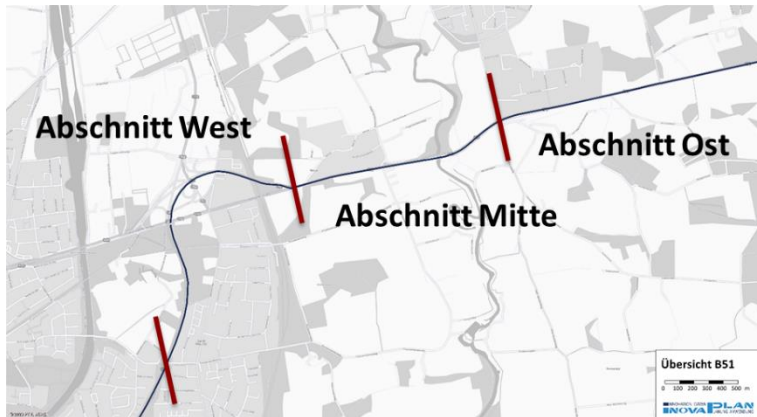 Abschnitt West
Abschnitt Ost
Abschnitt Mitte
Übersicht B51
0 100 200 300 400 500 m
INOVAPLAN